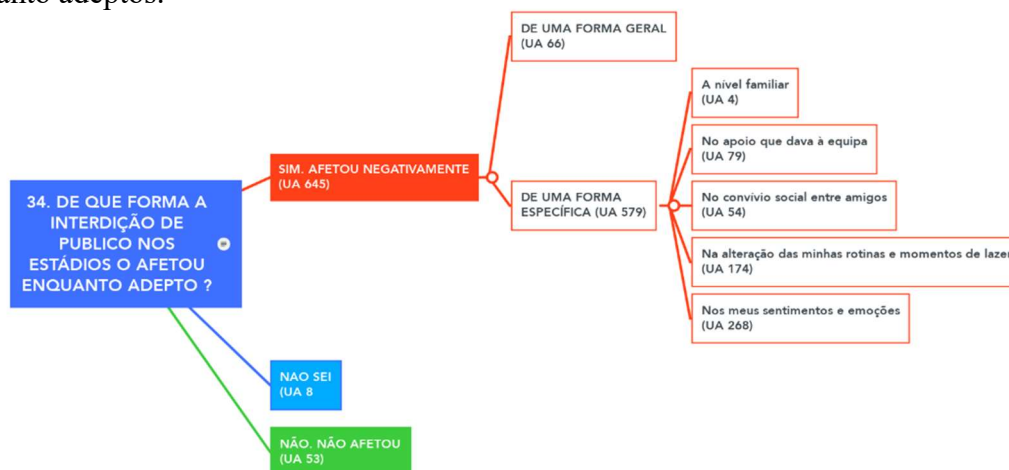 anto adeptos.
34. DE QUE FORMA A
INTERDIÇÃO DE
PUBLICO NOS
ESTÁDIOS O AFETOU
ENQUANTO ADEPTO ?
SIM. AFETOU NEGATIVAMENTE
(UA 645)
DE UMA FORMA GERAL
(UA 66)
DE UMA FORMA
ESPECÍFICA (UA 579)
A nível familiar
(UA 4)
No apoio que dava à equipa
(UA 79)
No convívio social entre amigos
(UA 54)
Na alteração das minhas rotinas e momentos de lazer
(UA 174)
Nos meus sentimentos e emoções
(UA 268)
NAO SEI
(UA 8
NÃO. NÃO AFETOU
(UA 53)